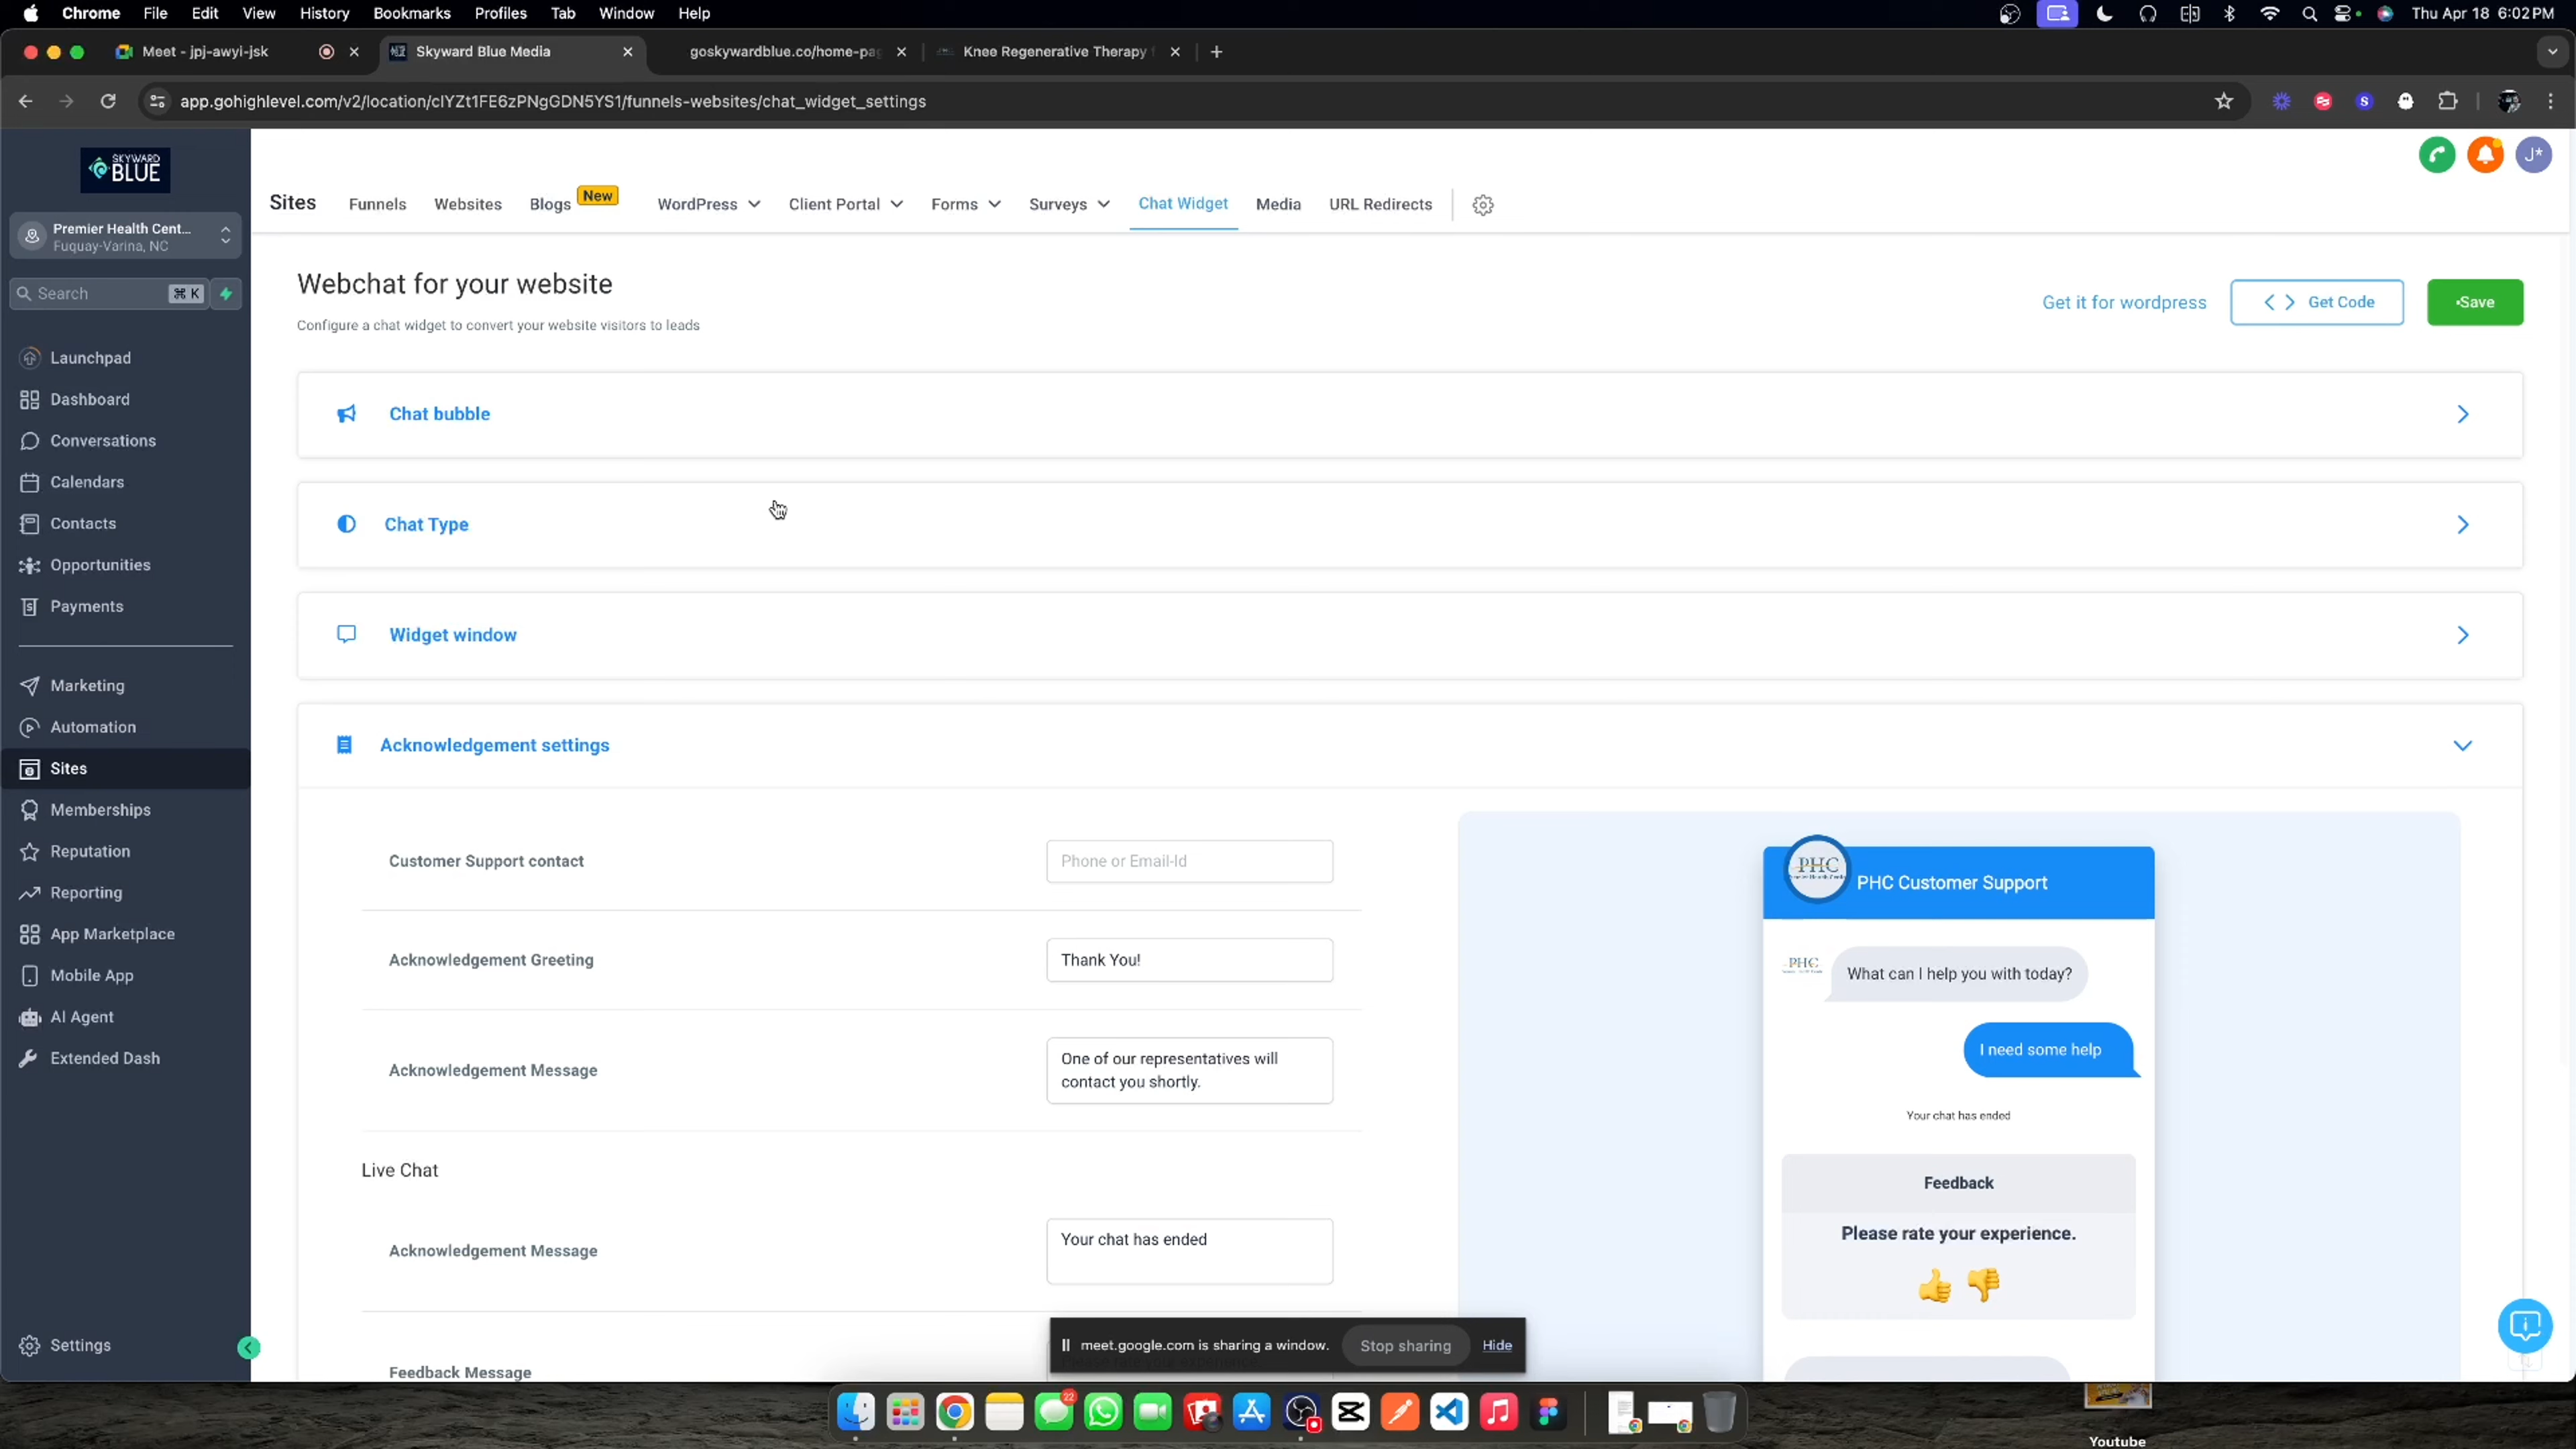 Chrome File Edit View History Bookmarks Profiles Tab Window Help
Thu Apr 18 6:02 PM
Meet - jpj-awyi-jsk
Skyward Blue Media
goskywardblue.co/home-pag
Knee Regenerative Therapy
app.gohighlevel.com/v2/location/clYZt1FE6zPNgGDN5YS1/funnels-websites/chat_widget_settings
SKYWARD
BLUE
J*
Sites Funnels Websites Blogs New WordPress Client Portal Forms Surveys Chat Widget Media URL Redirects
Premier Health Cent...
Fuquay-Varina, NC
Search ⌘ K
Launchpad
Dashboard
Conversations
Calendars
Contacts
Opportunities
Payments
Marketing
Automation
Sites
Memberships
Reputation
Reporting
App Marketplace
Mobile App
AI Agent
Extended Dash
Settings
Webchat for your website
Configure a chat widget to convert your website visitors to leads
Get it for wordpress
Get Code
Save
Chat bubble
Chat Type
Widget window
Acknowledgement settings
Customer Support contact
Phone or Email-Id
Acknowledgement Greeting
Thank You!
Acknowledgement Message
One of our representatives will
contact you shortly.
Live Chat
Acknowledgement Message
Your chat has ended
Feedback Message
PHC
PHC Customer Support
PHC
What can I help you with today?
I need some help
Your chat has ended
Feedback
Please rate your experience.
meet.google.com is sharing a window. Stop sharing Hide
22
Youtube